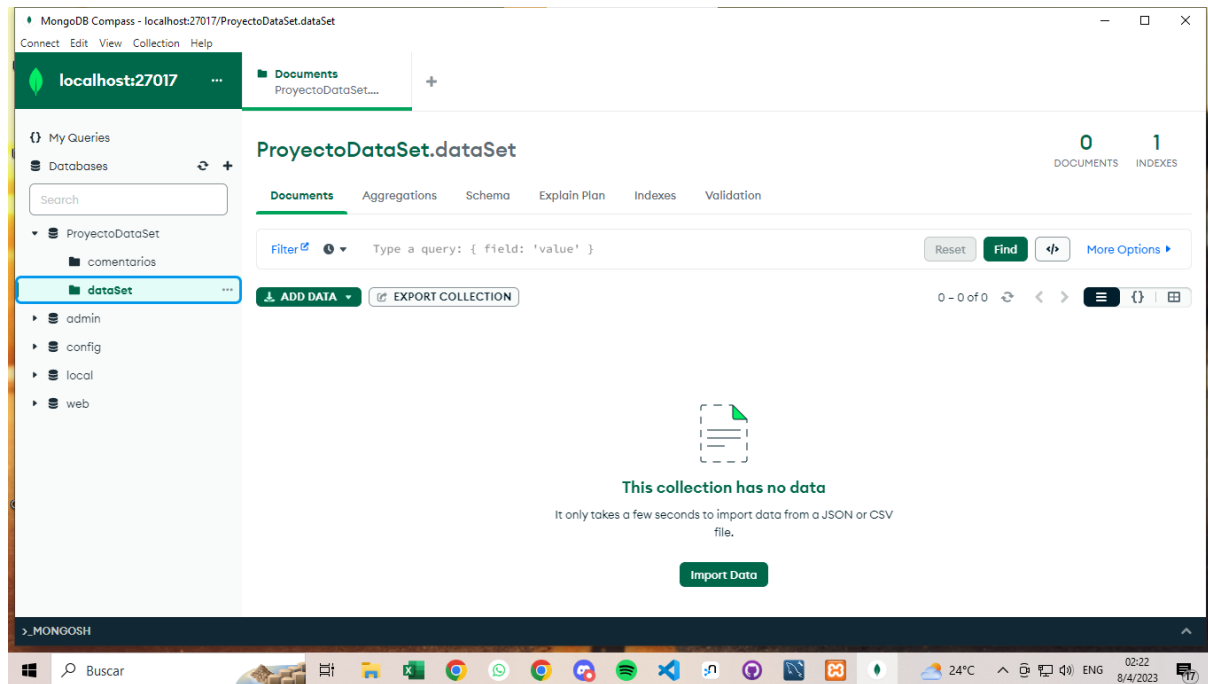 MongoDB Compass - localhost:27017/ProyectoDataSet.dataSet
Connect Edit View Collection Help
localhost:27017 ...
Documents
ProyectoDataSet....
+
{} My Queries
Databases
Search
ProyectoDataSet
comentarios
dataSet ...
admin
config
local
web
ProyectoDataSet.dataSet
0
DOCUMENTS
1
INDEXES
Documents Aggregations Schema Explain Plan Indexes Validation
Filter Type a query: { field: 'value' } Reset Find </> More Options
ADD DATA EXPORT COLLECTION 0 – 0 of 0 {}
This collection has no data
It only takes a few seconds to import data from a JSON or CSV
file.
Import Data
>_MONGOSH
Buscar 24°C ENG 02:22
8/4/2023 17